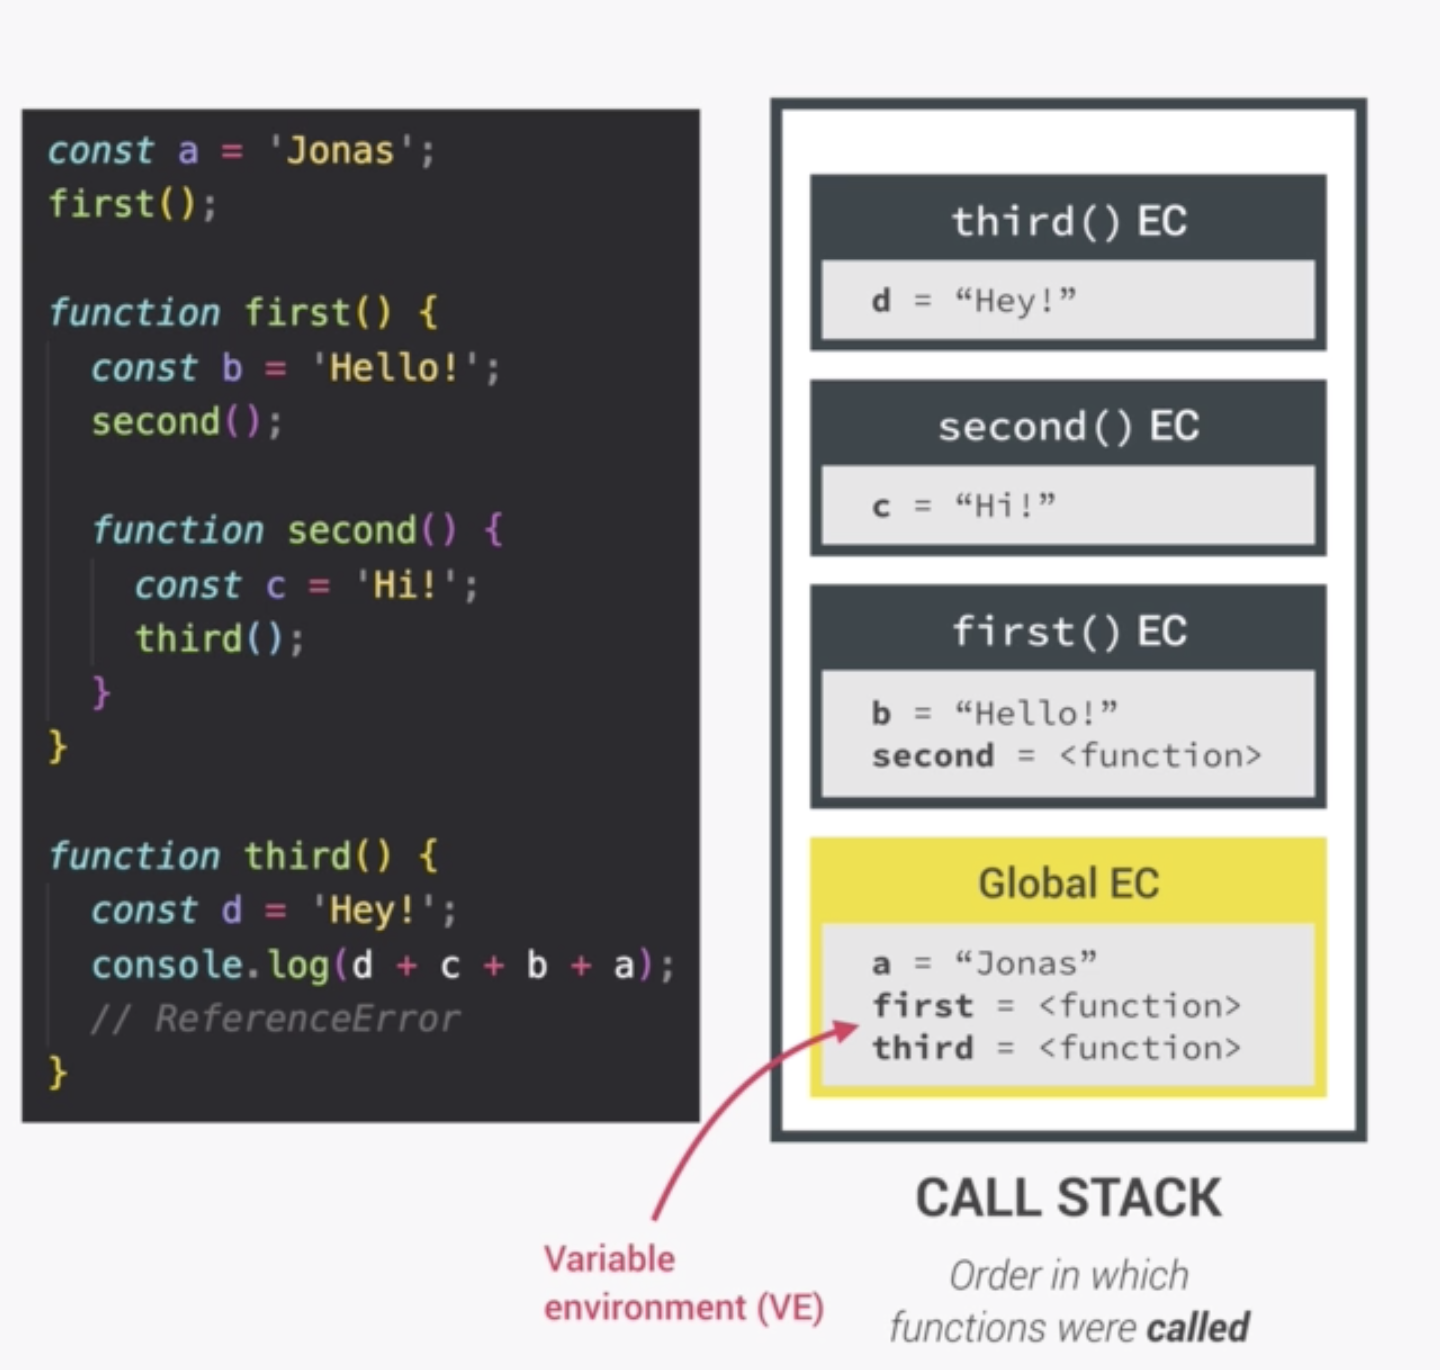 const a = 'Jonas';
first();
function first() {
const b = 'Hello!';
second();
function second() {
const c = 'Hi!';
third();
}
}
function third() {
const d = 'Hey!';
console.log(d + c + b + a);
// ReferenceError
}
third() EC
d = “Hey!”
second() EC
c = “Hi!”
first() EC
b = “Hello!”
second = <function>
Global EC
a = “Jonas”
first = <function>
third = <function>
Variable
environment (VE)
CALL STACK
Order in which
functions were called